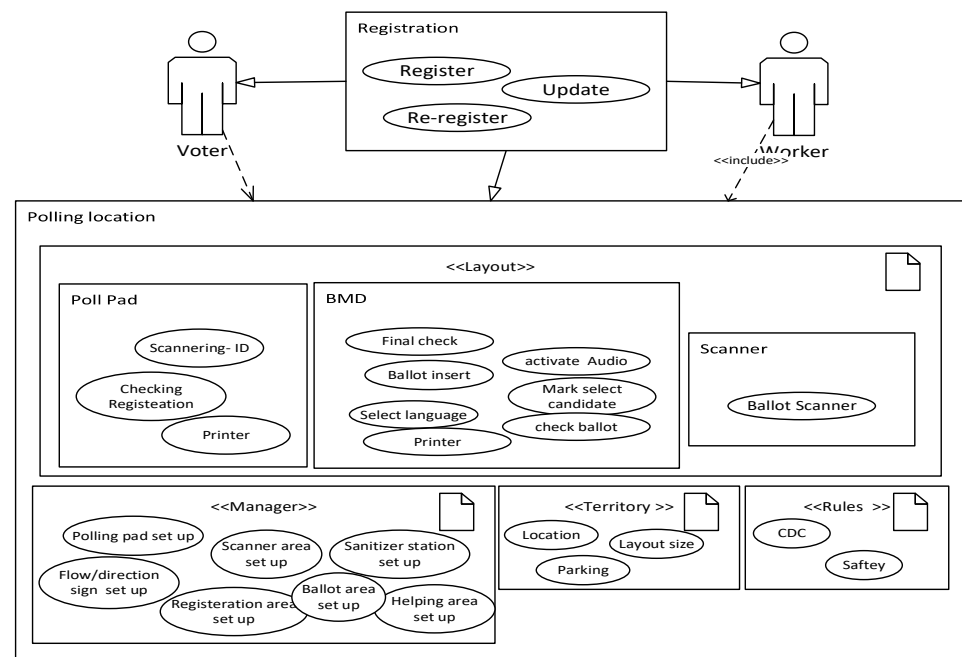 Registration
Register
Update
Re-register
Voter
Worker
<<include>>
Polling location
<<Layout>>
Poll Pad
Scannering- ID
Checking
Registeation
Printer
BMD
Final check
Ballot insert
Select language
Printer
activate Audio
Mark select
candidate
check ballot
Scanner
Ballot Scanner
<<Manager>>
Polling pad set up
Scanner area
set up
Sanitizer station
set up
Flow/direction
sign set up
Registeration area
set up
Ballot area
set up
Helping area
set up
<<Territory>>
Location
Layout size
Parking
<<Rules >>
CDC
Saftey